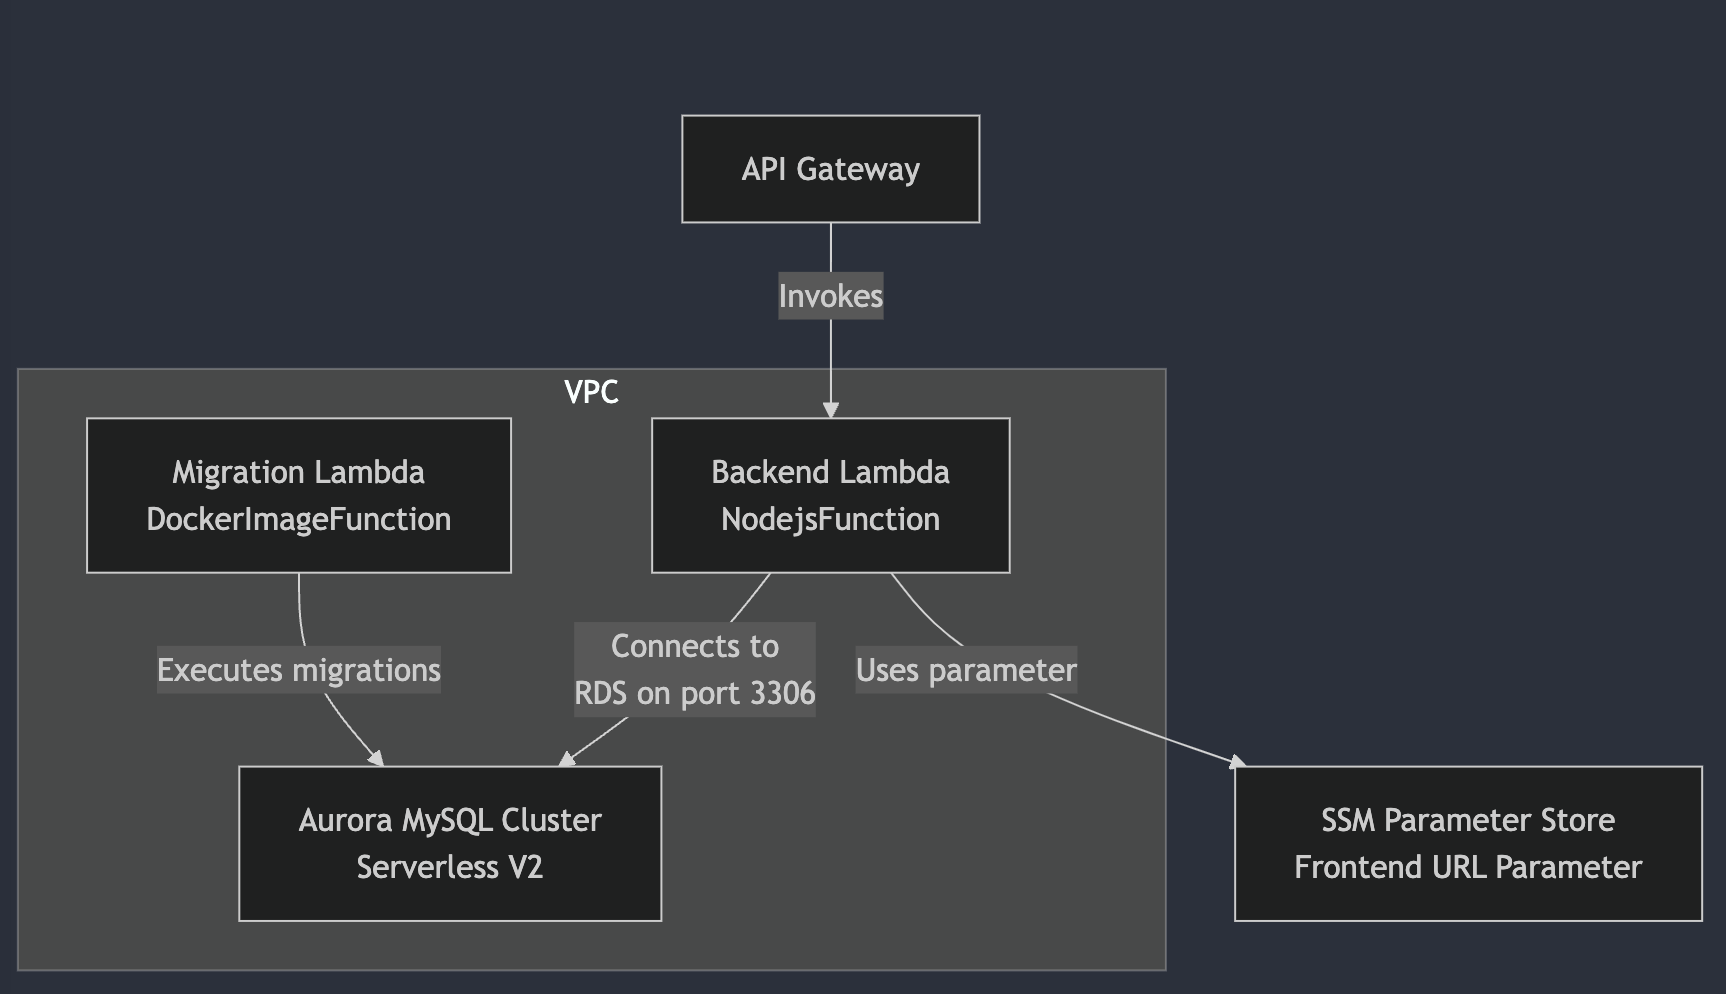 API Gateway
Invokes
VPC
Migration Lambda
DockerImageFunction
Backend Lambda
NodejsFunction
Executes migrations
Connects to
RDS on port 3306
Uses parameter
Aurora MySQL Cluster
Serverless V2
SSM Parameter Store
Frontend URL Parameter